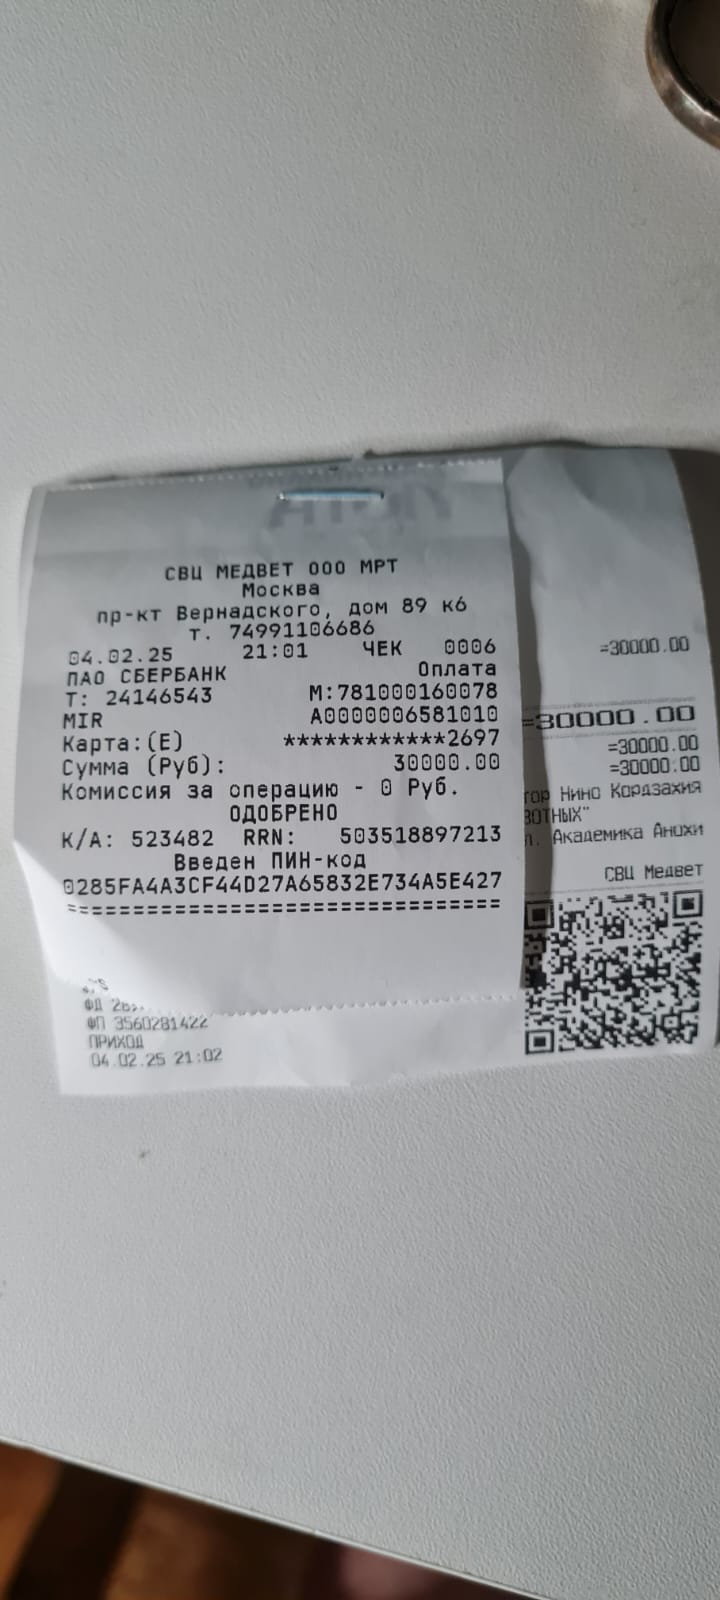 СВЦ МЕДВЕТ ООО МРТ
Москва
пр-кт Вернадского, дом 89 к6
т. 74991106686
04.02.25 21:01 ЧЕК 0006
ПАО СБЕРБАНК Оплата
Т: 24146543 М:781000160078
MIR A0000006581010
Карта:(E) ************2697
Сумма (Руб): 30000.00
Комиссия за операцию - 0 Руб.
ОДОБРЕНО
К/А: 523482 RRN: 503518897213
Введен ПИН-код
0285FA4A3CF44D27A65832E734A5E427
================================
=30000.00
=30000.00
=30000.00
=30000.00
тор Нино Кордзахия
ВОТНЫХ"
л. Академика Анохи
СВЦ Медвет
ФД
ФП 3560281422
ПРИХОД
04.02.25 21:02